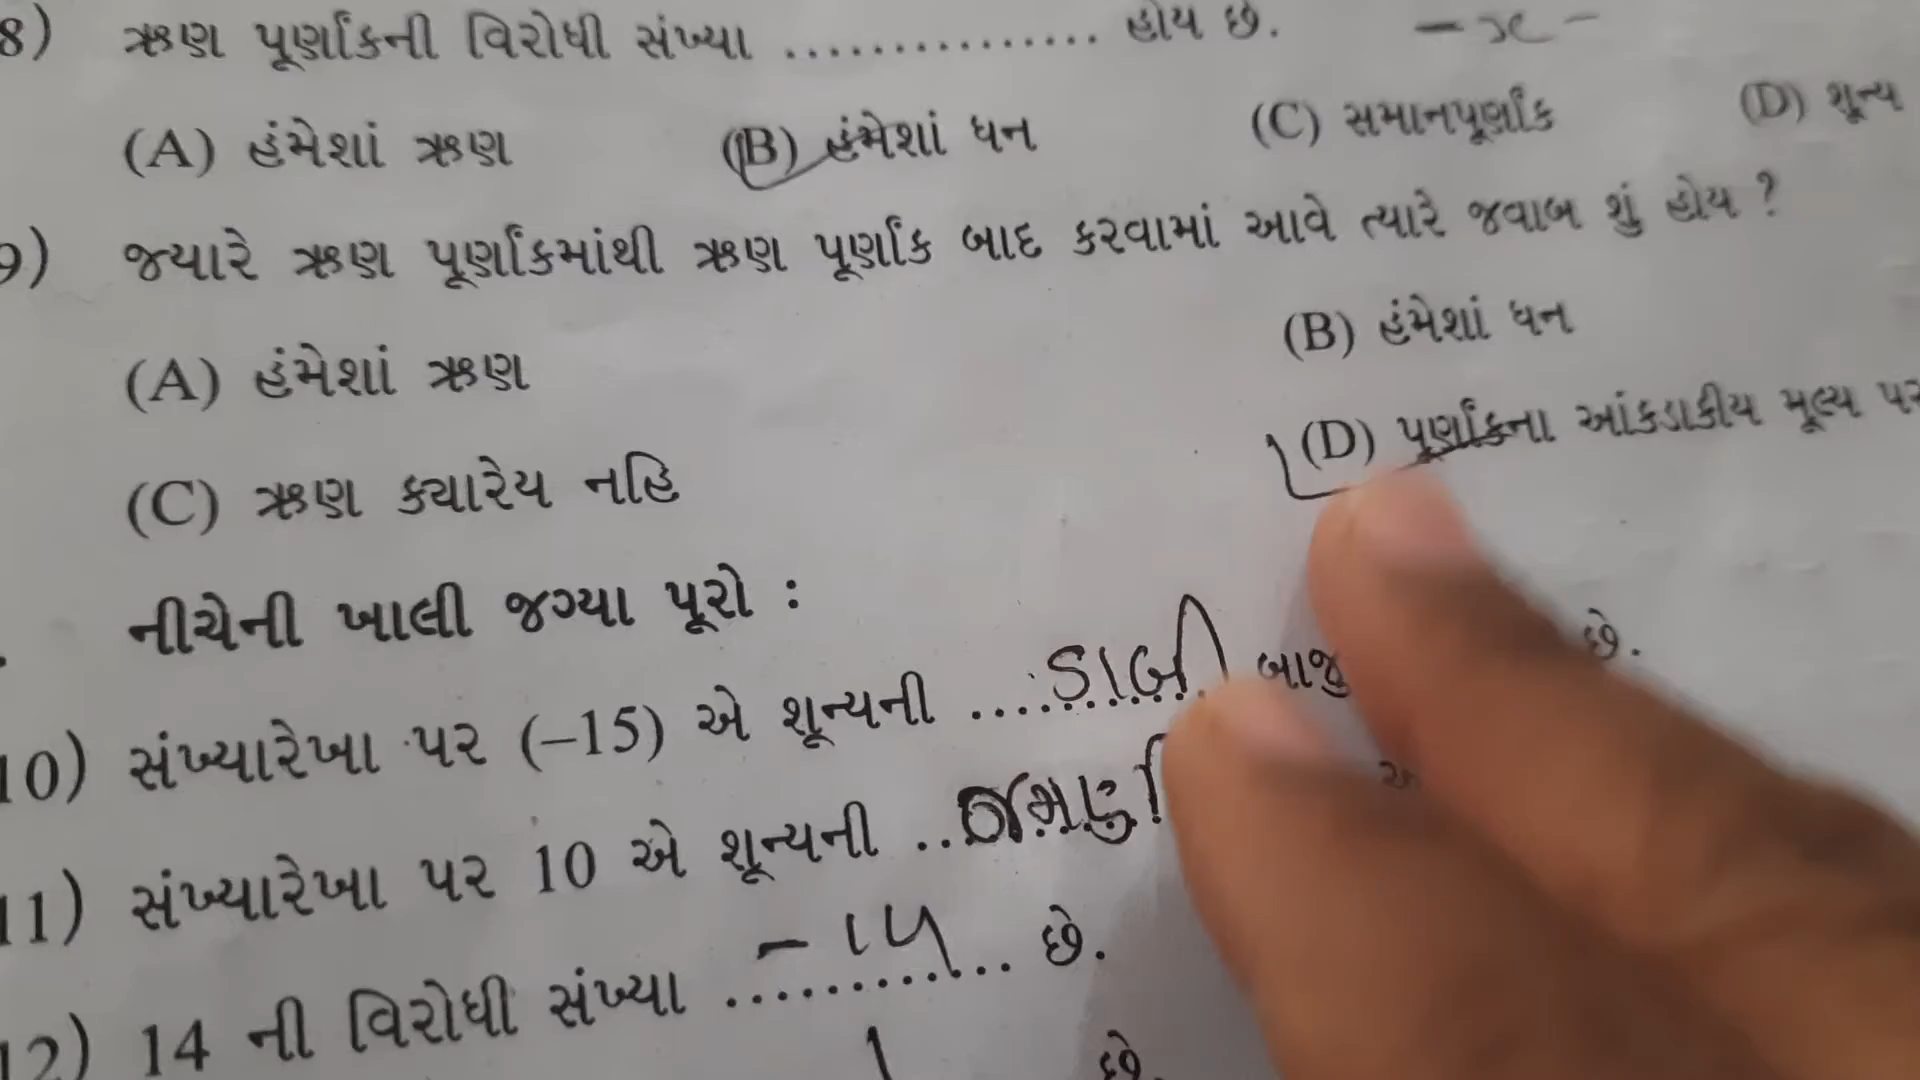 8) ઋણ પૂર્ણાંકની વિરોધી સંખ્યા ............... હોય છે.
(A) હંમેશાં ઋણ (B) હંમેશાં ધન (C) સમાનપૂર્ણાંક (D) શૂન્ય
9) જ્યારે ઋણ પૂર્ણાંકમાંથી ઋણ પૂર્ણાંક બાદ કરવામાં આવે ત્યારે જવાબ શું હોય ?
(A) હંમેશાં ઋણ (B) હંમેશાં ધન
(C) ઋણ ક્યારેય નહિ (D) પૂર્ણાંકના આંકડાકીય મૂલ્ય પર
નીચેની ખાલી જગ્યા પૂરો :
10) સંખ્યારેખા પર (–15) એ શૂન્યની ....ડાબી બાજુ છે.
11) સંખ્યારેખા પર 10 એ શૂન્યની ..જમણી
12) 14 ની વિરોધી સંખ્યા – ૧૫ છે.
છે.